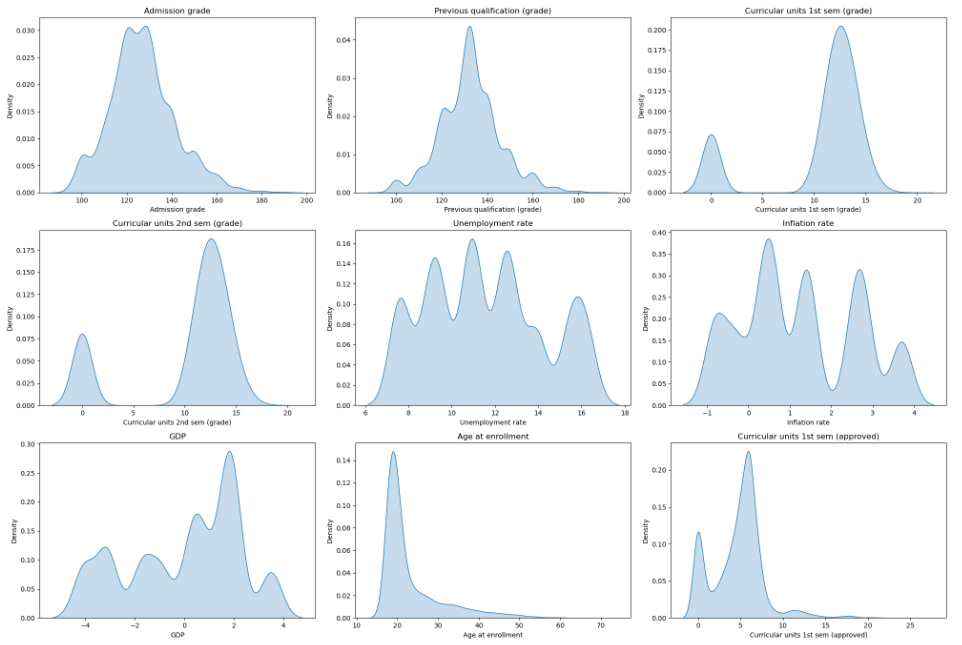 Admission grade
Density
0.030
0.025
0.020
0.015
0.010
0.005
0.000
100 120 140 160 180 200
Admission grade
Previous qualification (grade)
Density
0.04
0.03
0.02
0.01
0.00
100 120 140 160 180 200
Previous qualification (grade)
Curricular units 1st sem (grade)
Density
0.200
0.175
0.150
0.125
0.100
0.075
0.050
0.025
0.000
0 5 10 15 20
Curricular units 1st sem (grade)
Curricular units 2nd sem (grade)
Density
0.175
0.150
0.125
0.100
0.075
0.050
0.025
0.000
0 5 10 15 20
Curricular units 2nd sem (grade)
Unemployment rate
Density
0.16
0.14
0.12
0.10
0.08
0.06
0.04
0.02
0.00
6 8 10 12 14 16 18
Unemployment rate
Inflation rate
Density
0.40
0.35
0.30
0.25
0.20
0.15
0.10
0.05
0.00
−1 0 1 2 3 4
Inflation rate
GDP
Density
0.30
0.25
0.20
0.15
0.10
0.05
0.00
−4 −2 0 2 4
GDP
Age at enrollment
Density
0.14
0.12
0.10
0.08
0.06
0.04
0.02
0.00
10 20 30 40 50 60 70
Age at enrollment
Curricular units 1st sem (approved)
Density
0.20
0.15
0.10
0.05
0.00
0 5 10 15 20 25
Curricular units 1st sem (approved)